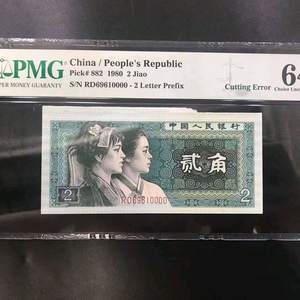 PMG
PAPER MONEY GUARANTY
China / People's Republic
Pick# 882 1980 2 Jiao
S/N RD69610000 - 2 Letter Prefix
Cutting Error
64
中国人民银行
贰角
2
RD69610000
2